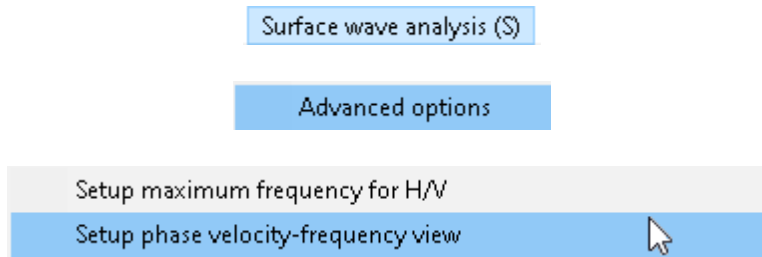 Surface wave analysis (S)
Advanced options
Setup maximum frequency for H/V
Setup phase velocity-frequency view